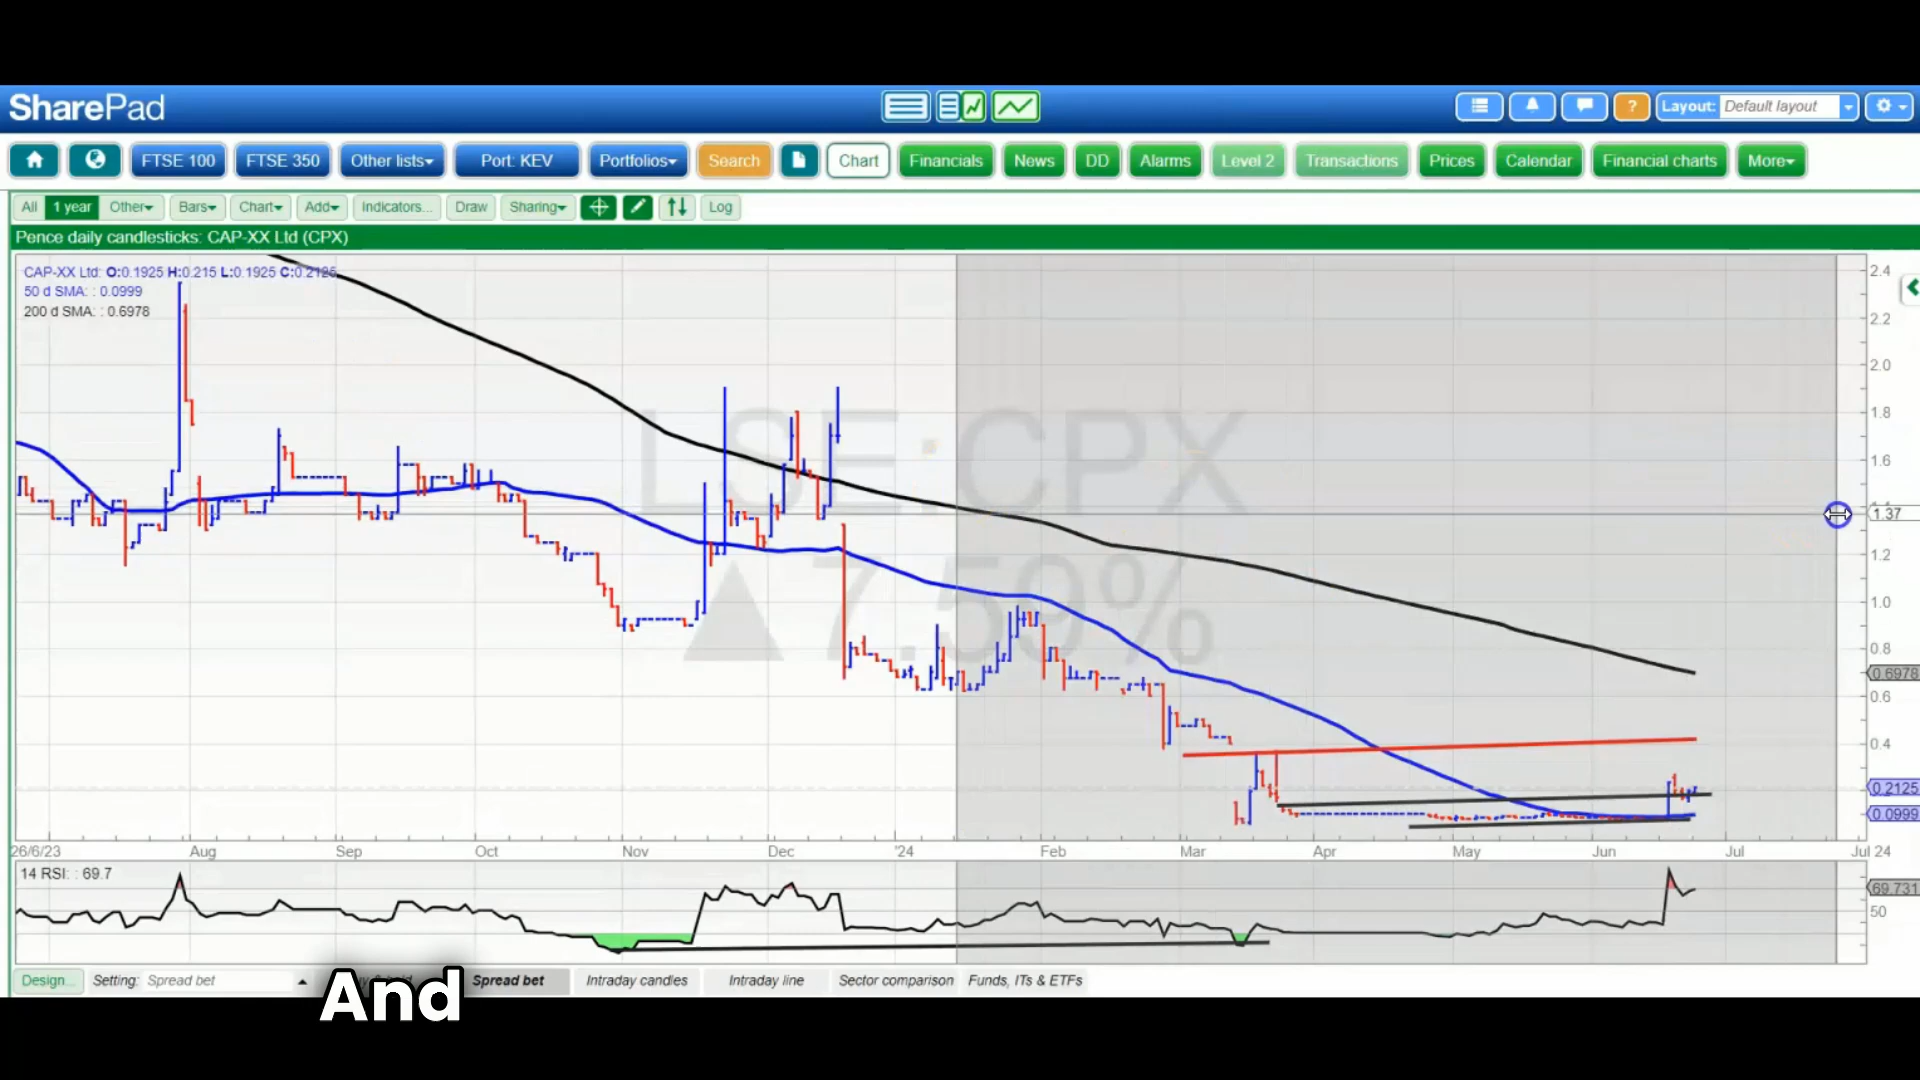 SharePad
? Layout: Default layout
FTSE 100 FTSE 350 Other lists Port: KEV Portfolios Search Chart Financials News DD Alarms Level 2 Transactions Prices Calendar Financial charts More
All 1 year Other Bars Chart Add Indicators... Draw Sharing Log
Pence daily candlesticks: CAP-XX Ltd (CPX)
CAP-XX Ltd: O:0.1925 H:0.215 L:0.1925 C:0.2125
50 d SMA: : 0.0999
200 d SMA: : 0.6978
LSE:CPX
▲7.59%
2.4
2.2
2.0
1.8
1.6
1.37
1.2
1.0
0.8
0.6978
0.6
0.4
0.2125
0.0999
26/6/23 Aug Sep Oct Nov Dec '24 Feb Mar Apr May Jun Jul Jul 24
14 RSI: : 69.7
69.731
50
Design... Setting: Spread bet Spread bet Intraday candles Intraday line Sector comparison Funds, ITs & ETFs
And